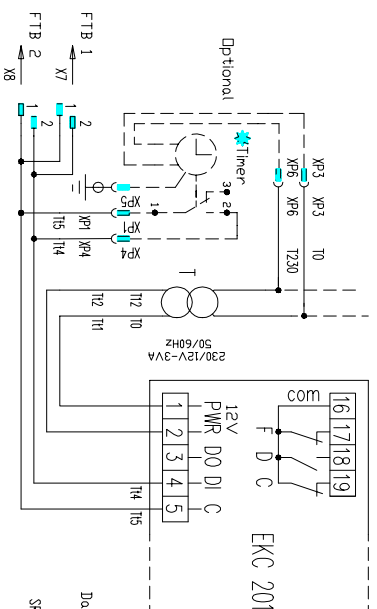 FTB 1
FTB 2
X7
X8
1
2
1
2
Optional
Timer
XP3
XP6
XP3
XP6
T0
T230
XP5
3
2
1
XP1
XP4
XP1
XP4
Tt5
Tt4
T
T12
T0
Tt2
Tt1
230/12V-3VA
50/60Hz
com
16
17
18
19
F D C
12V
PWR
DO
DI
C
1
2
3
4
5
Tt4
Tt5
EKC 201